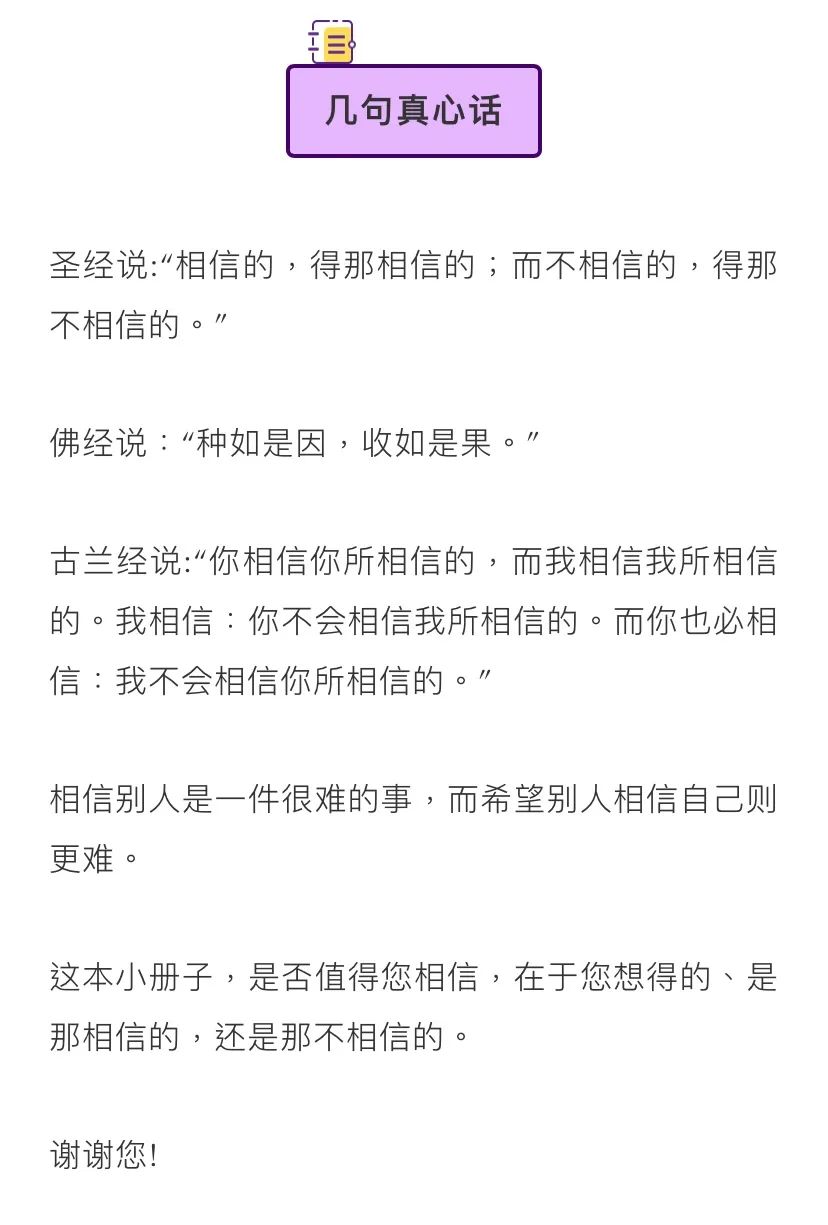 几句真心话
圣经说:“相信的，得那相信的；而不相信的，得那
不相信的。”
佛经说：“种如是因，收如是果。”
古兰经说:“你相信你所相信的，而我相信我所相信
的。我相信：你不会相信我所相信的。而你也必相
信：我不会相信你所相信的。”
相信别人是一件很难的事，而希望别人相信自己则
更难。
这本小册子，是否值得您相信，在于您想得的、是
那相信的，还是那不相信的。
谢谢您!